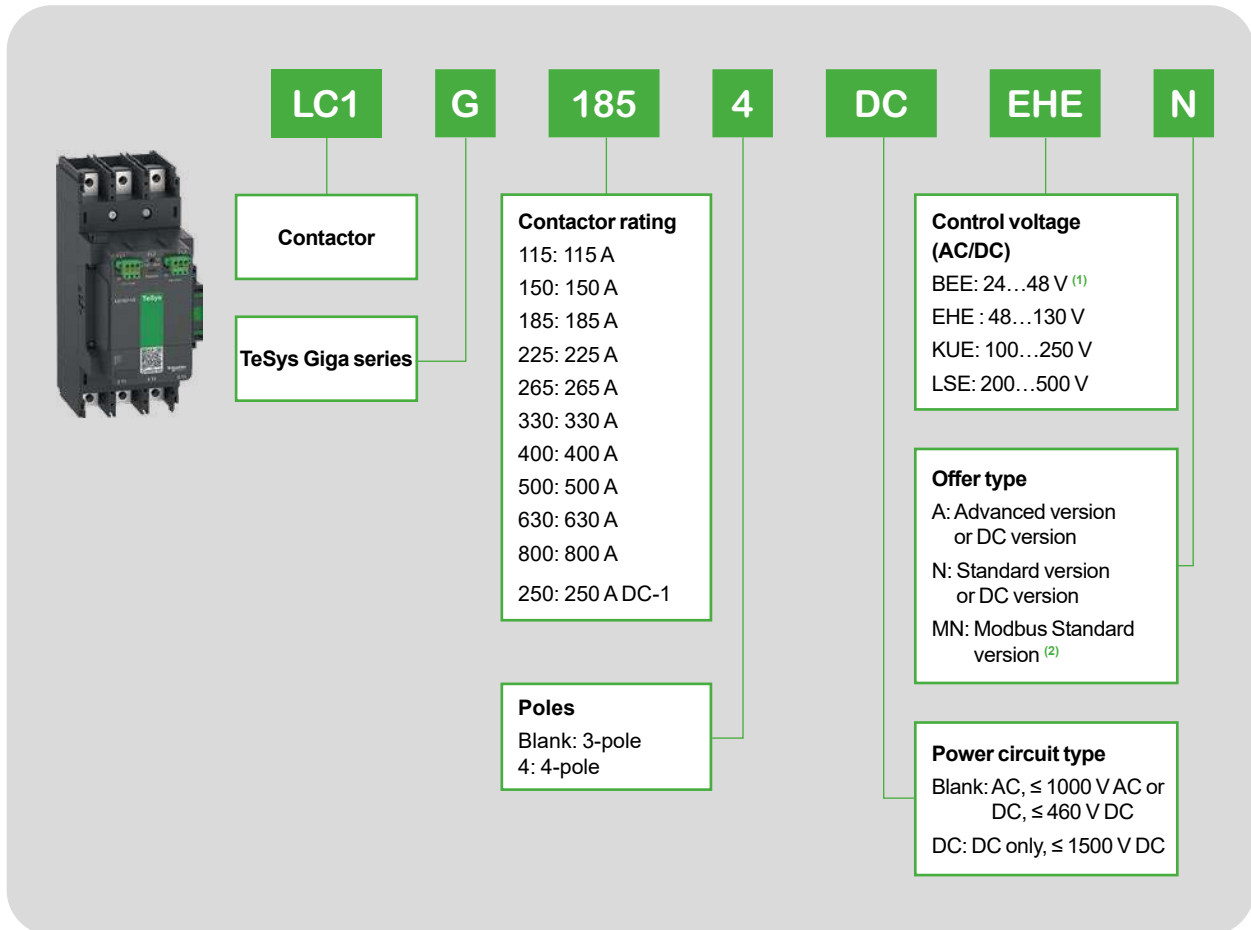 LC1 G 185 4 DC EHE N
Contactor
TeSys Giga series
Contactor rating
115: 115 A
150: 150 A
185: 185 A
225: 225 A
265: 265 A
330: 330 A
400: 400 A
500: 500 A
630: 630 A
800: 800 A
250: 250 A DC-1
Poles
Blank: 3-pole
4: 4-pole
Control voltage
(AC/DC)
BEE: 24…48 V (1)
EHE : 48…130 V
KUE: 100…250 V
LSE: 200…500 V
Offer type
A: Advanced version
or DC version
N: Standard version
or DC version
MN: Modbus Standard
version (2)
Power circuit type
Blank: AC, ≤ 1000 V AC or
DC, ≤ 460 V DC
DC: DC only, ≤ 1500 V DC
TeSys